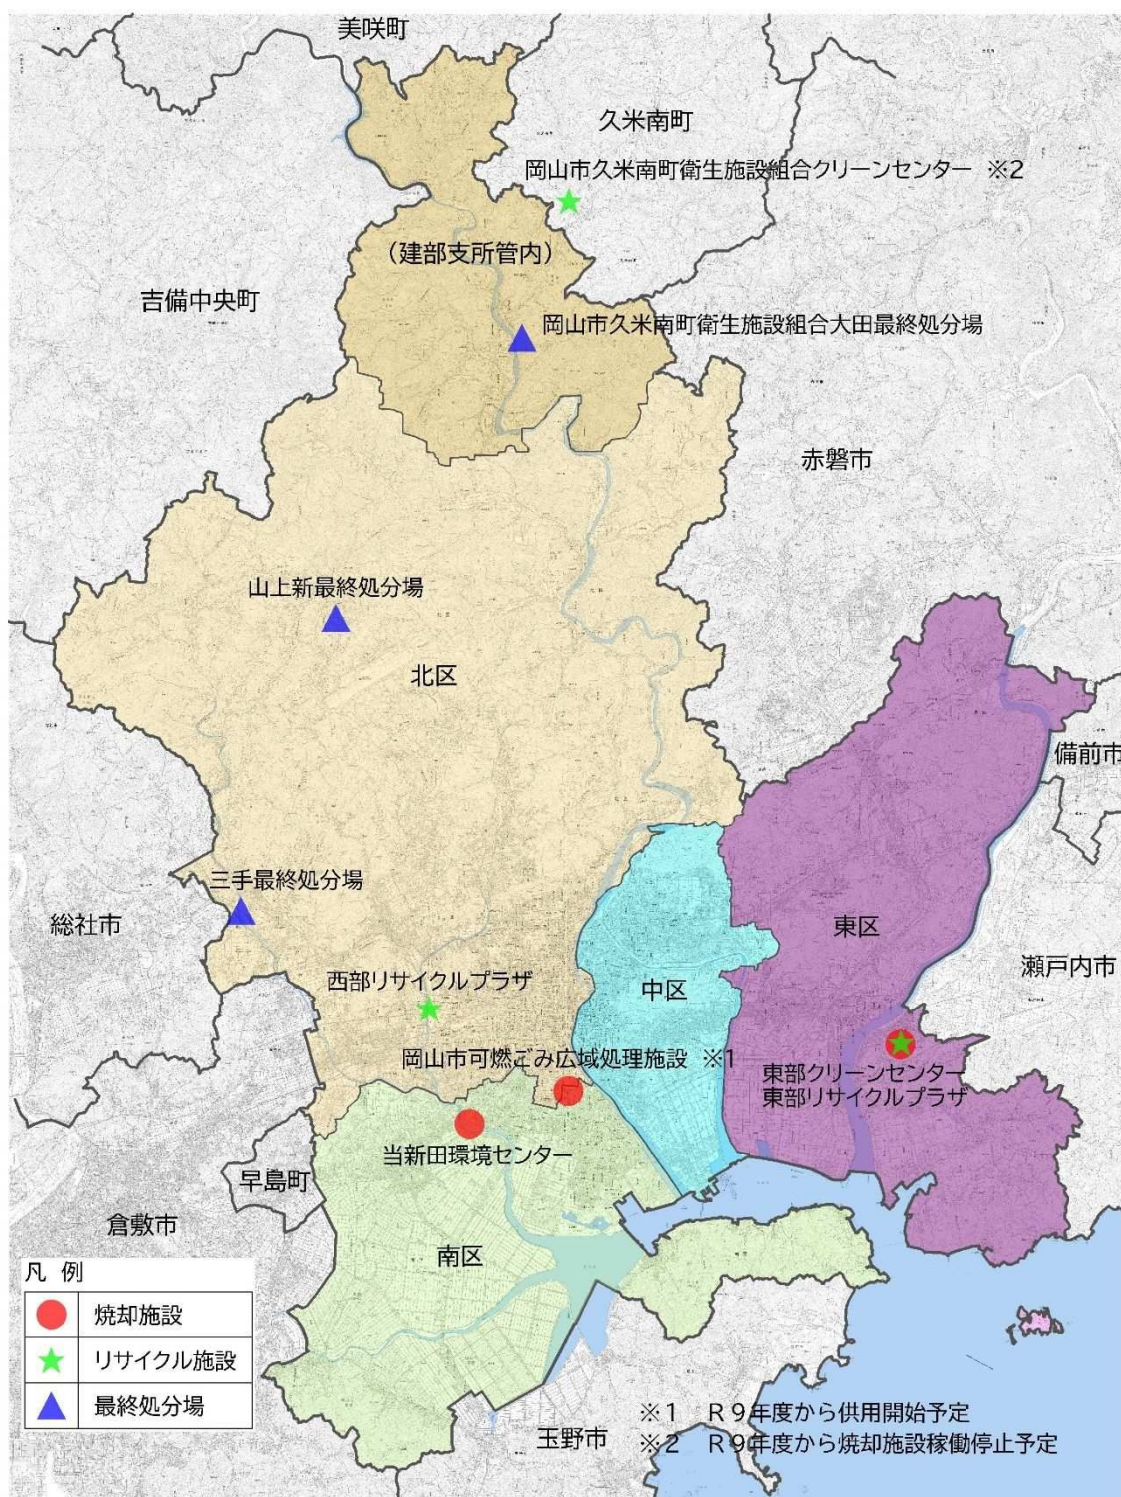 美咲町
久米南町
岡山市久米南町衛生施設組合クリーンセンター ※2
（建部支所管内）
吉備中央町
岡山市久米南町衛生施設組合大田最終処分場
赤磐市
山上新最終処分場
北区
備前市
三手最終処分場
総社市
東区
瀬戸内市
西部リサイクルプラザ
中区
岡山市可燃ごみ広域処理施設 ※1
東部クリーンセンター
東部リサイクルプラザ
当新田環境センター
早島町
倉敷市
南区
凡 例
焼却施設
リサイクル施設
最終処分場
玉野市
※1 R9年度から供用開始予定
※2 R9年度から焼却施設稼働停止予定